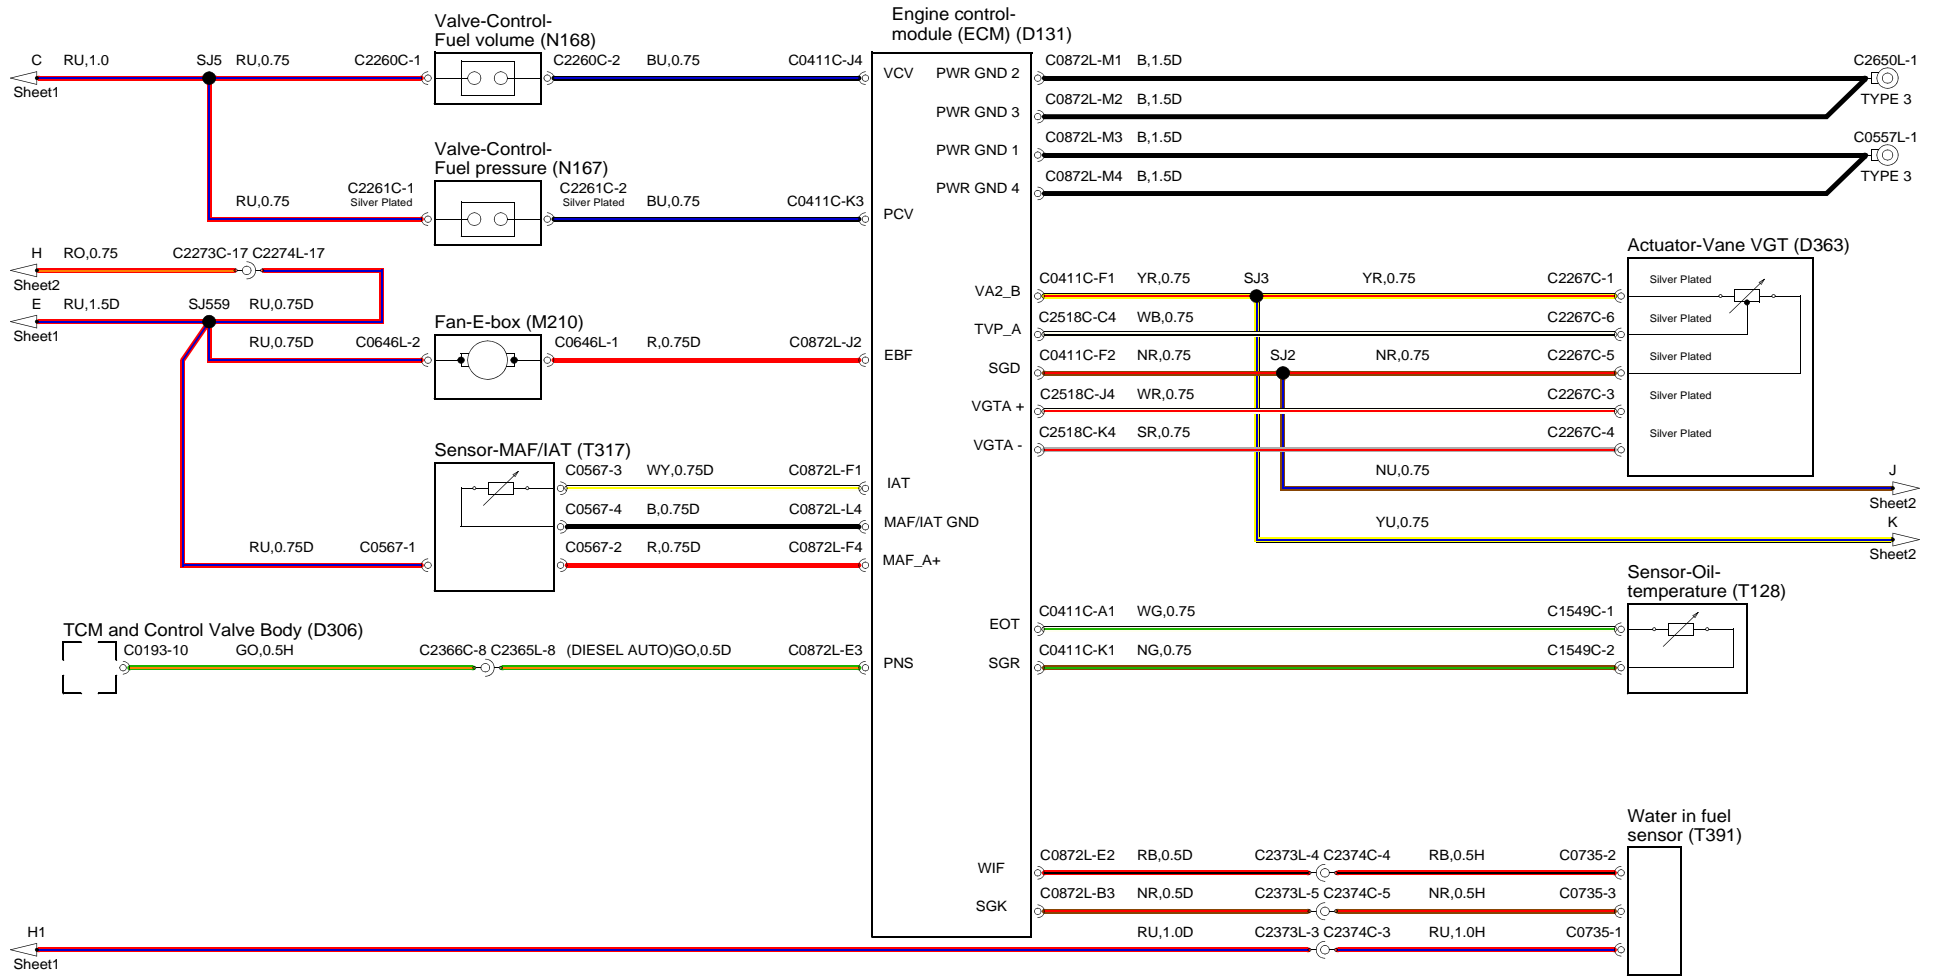 Engine control-
module (ECM) (D131)
Valve-Control-
Fuel volume (N168)
C RU,1.0 SJ5 RU,0.75 C2260C-1 C2260C-2 BU,0.75 C0411C-J4
VCV
Sheet1
Valve-Control-
Fuel pressure (N167)
RU,0.75 C2261C-1 C2261C-2 BU,0.75 C0411C-K3
Silver Plated Silver Plated
PCV
H RO,0.75 C2273C-17 C2274L-17
Sheet2
E RU,1.5D SJ559 RU,0.75D
Sheet1
Fan-E-box (M210)
RU,0.75D C0646L-2 C0646L-1 R,0.75D C0872L-J2
EBF
Sensor-MAF/IAT (T317)
C0567-3 WY,0.75D C0872L-F1
IAT
C0567-4 B,0.75D C0872L-L4
MAF/IAT GND
RU,0.75D C0567-1 C0567-2 R,0.75D C0872L-F4
MAF_A+
TCM and Control Valve Body (D306)
C0193-10 GO,0.5H C2366C-8 C2365L-8 (DIESEL AUTO)GO,0.5D C0872L-E3
PNS
PWR GND 2 C0872L-M1 B,1.5D C2650L-1
TYPE 3
PWR GND 3 C0872L-M2 B,1.5D
PWR GND 1 C0872L-M3 B,1.5D C0557L-1
TYPE 3
PWR GND 4 C0872L-M4 B,1.5D
Actuator-Vane VGT (D363)
VA2_B C0411C-F1 YR,0.75 SJ3 YR,0.75 C2267C-1 Silver Plated
TVP_A C2518C-C4 WB,0.75 C2267C-6 Silver Plated
SGD C0411C-F2 NR,0.75 SJ2 NR,0.75 C2267C-5 Silver Plated
VGTA + C2518C-J4 WR,0.75 C2267C-3 Silver Plated
VGTA - C2518C-K4 SR,0.75 C2267C-4 Silver Plated
NU,0.75 J
Sheet2
YU,0.75 K
Sheet2
Sensor-Oil-
temperature (T128)
EOT C0411C-A1 WG,0.75 C1549C-1
SGR C0411C-K1 NG,0.75 C1549C-2
Water in fuel
sensor (T391)
WIF C0872L-E2 RB,0.5D C2373L-4 C2374C-4 RB,0.5H C0735-2
SGK C0872L-B3 NR,0.5D C2373L-5 C2374C-5 NR,0.5H C0735-3
H1 RU,1.0D C2373L-3 C2374C-3 RU,1.0H C0735-1
Sheet1